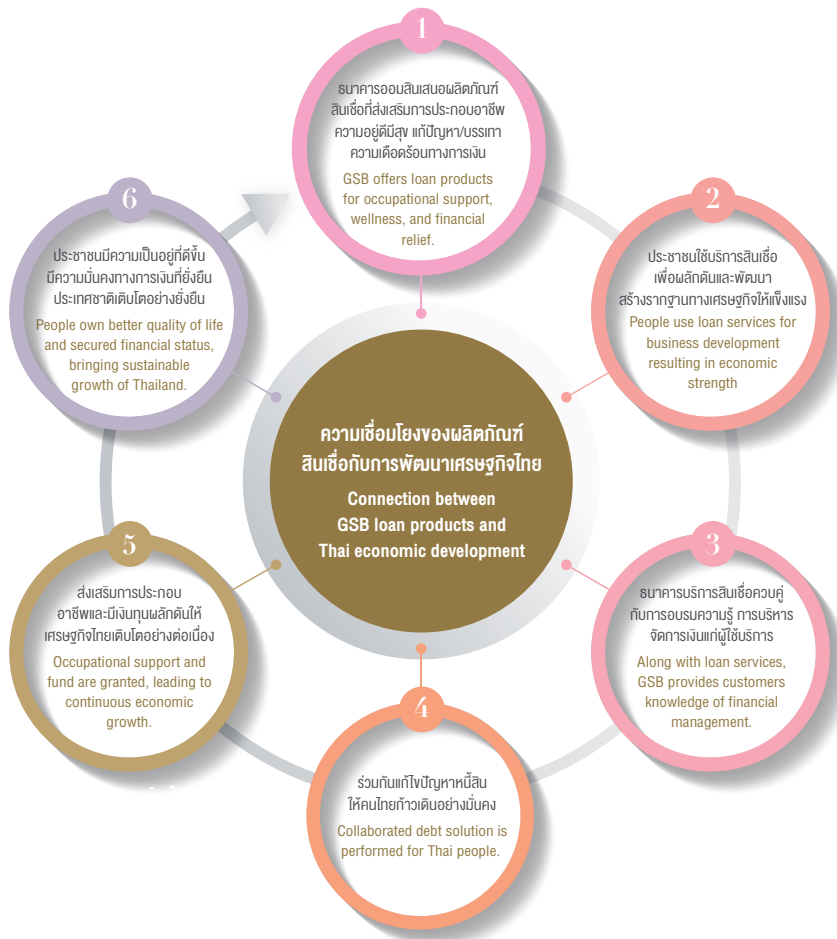 1
ธนาคารออมสินเสนอผลิตภัณฑ์
สินเชื่อที่ส่งเสริมการประกอบอาชีพ
ความอยู่ดีมีสุข แก้ปัญหา/บรรเทา
ความเดือดร้อนทางการเงิน
GSB offers loan products
for occupational support,
wellness, and financial
relief.
2
ประชาชนใช้บริการสินเชื่อ
เพื่อผลักดันและพัฒนา
สร้างรากฐานทางเศรษฐกิจให้แข็งแรง
People use loan services for
business development
resulting in economic
strength
3
ธนาคารบริการสินเชื่อควบคู่
กับการอบรมความรู้ การบริหาร
จัดการเงินแก่ผู้ใช้บริการ
Along with loan services,
GSB provides customers
knowledge of financial
management.
4
ร่วมกันแก้ไขปัญหาหนี้สิน
ให้คนไทยก้าวเดินอย่างมั่นคง
Collaborated debt solution is
performed for Thai people.
5
ส่งเสริมการประกอบ
อาชีพและมีเงินทุนผลักดันให้
เศรษฐกิจไทยเติบโตอย่างต่อเนื่อง
Occupational support and
fund are granted, leading to
continuous economic
growth.
6
ประชาชนมีความเป็นอยู่ที่ดีขึ้น
มีความมั่นคงทางการเงินที่ยั่งยืน
ประเทศชาติเติบโตอย่างยั่งยืน
People own better quality of life
and secured financial status,
bringing sustainable
growth of Thailand.
ความเชื่อมโยงของผลิตภัณฑ์
สินเชื่อกับการพัฒนาเศรษฐกิจไทย
Connection between
GSB loan products and
Thai economic development